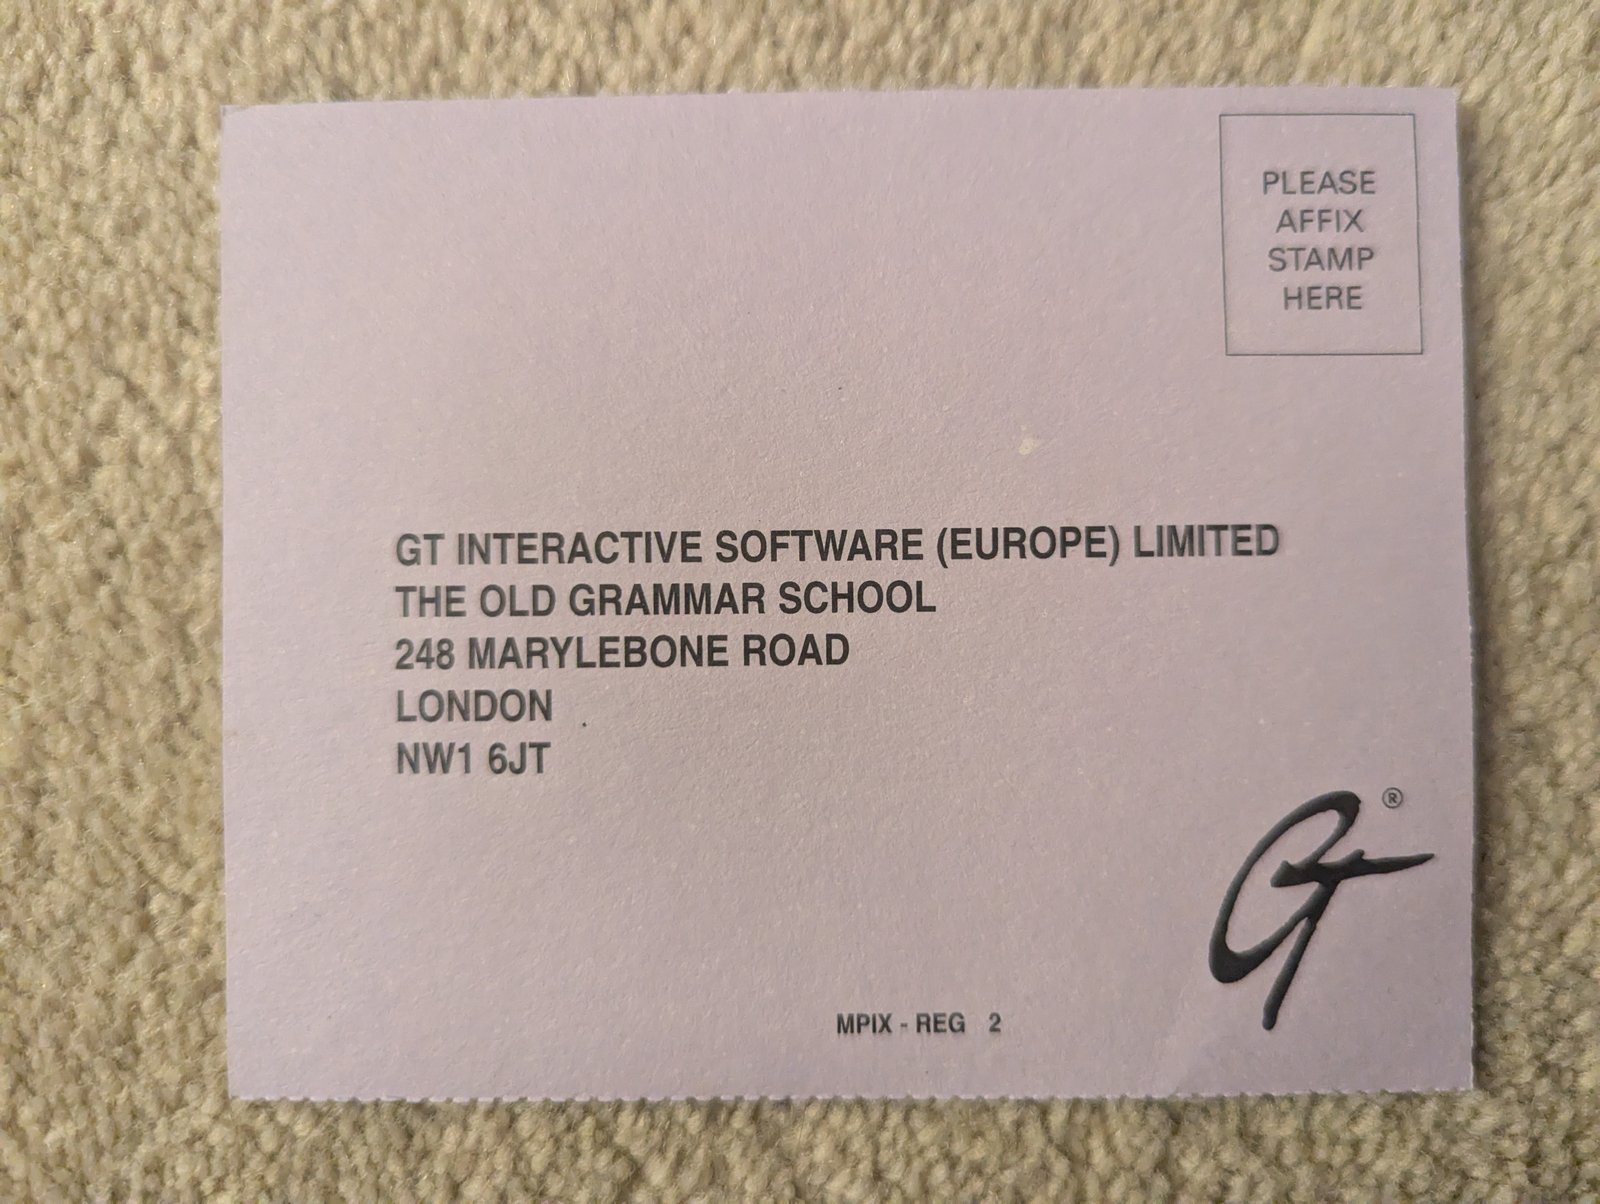 PLEASE
AFFIX
STAMP
HERE
GT INTERACTIVE SOFTWARE (EUROPE) LIMITED
THE OLD GRAMMAR SCHOOL
248 MARYLEBONE ROAD
LONDON
NW1 6JT
GT ®
MPIX - REG 2